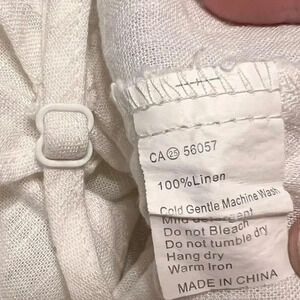 CA ㉕ 56057
100% Linen
Cold Gentle Machine Wash
Mild detergent
Do not Bleach
Do not tumble dry
Hang dry
Warm Iron
MADE IN CHINA